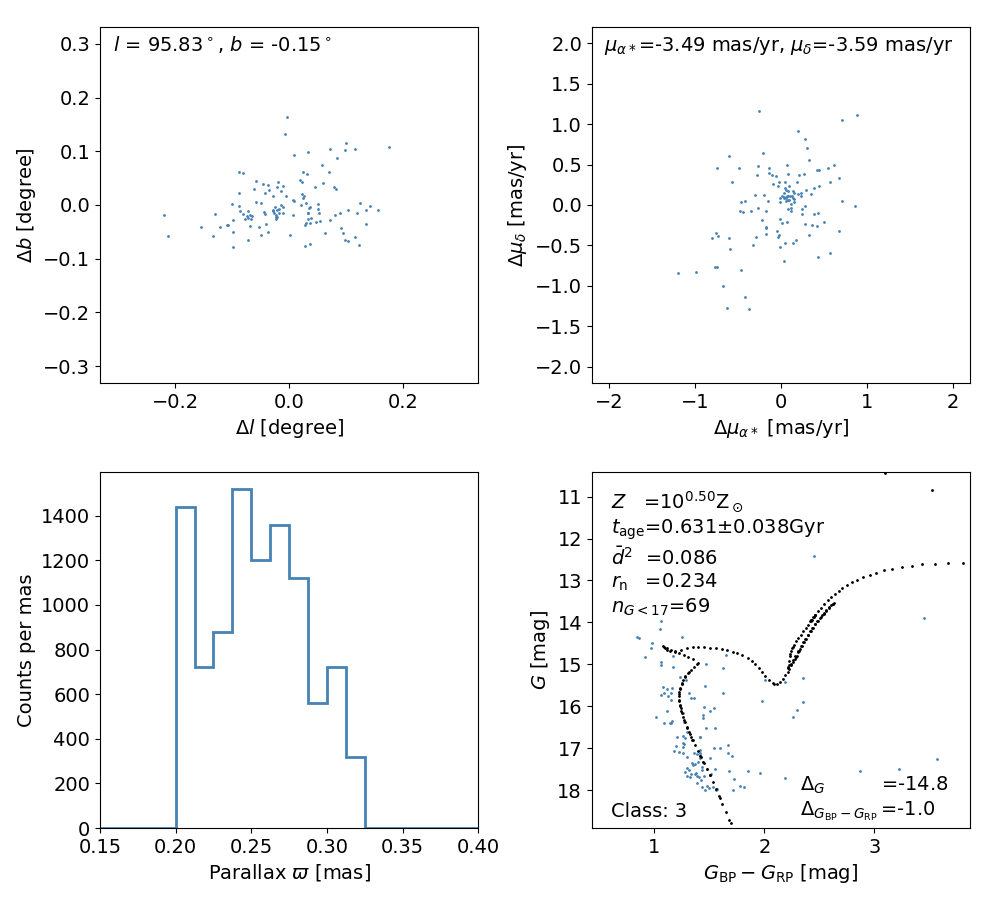 l = 95.83°, b = -0.15°
0.3
0.2
0.1
0.0
−0.1
−0.2
−0.3
Δb [degree]
−0.2
0.0
0.2
Δl [degree]
μα∗=-3.49 mas/yr, μδ=-3.59 mas/yr
2.0
1.5
1.0
0.5
0.0
−0.5
−1.0
−1.5
−2.0
Δμδ [mas/yr]
−2
−1
0
1
2
Δμα∗ [mas/yr]
1400
1200
1000
800
600
400
200
0
Counts per mas
0.15
0.20
0.25
0.30
0.35
0.40
Parallax ϖ [mas]
Z =10^0.50 Z⊙
t_age=0.631±0.038Gyr
d̄² =0.086
r_n =0.234
n_G<17=69
11
12
13
14
15
16
17
18
G [mag]
Δ_G =-14.8
Δ_G_BP−G_RP =-1.0
Class: 3
1
2
3
G_BP − G_RP [mag]